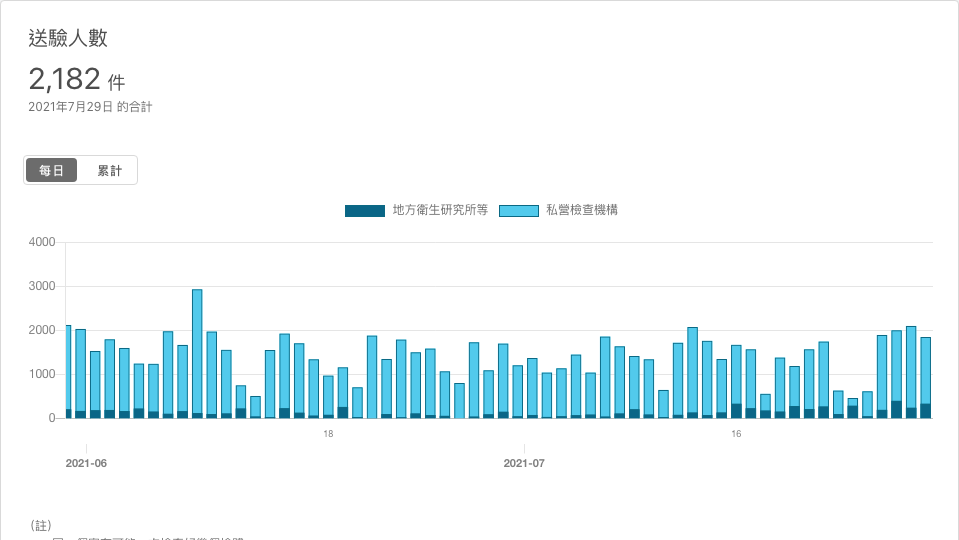 送驗人數
2,182 件
2021年7月29日 的合計
每日 累計
地方衛生研究所等 私營檢查機構
4000
3000
2000
1000
0
18 16
2021-06 2021-07
(註)